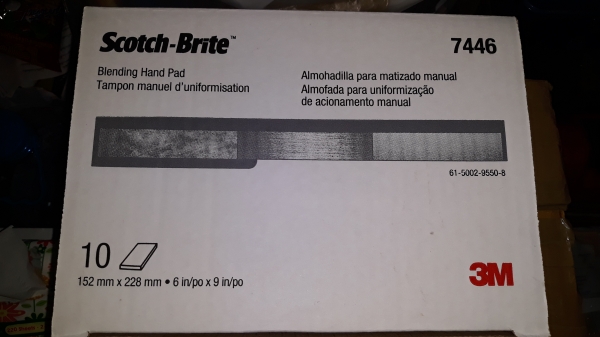 Scotch-Brite™
7446
Blending Hand Pad
Tampon manuel d'uniformisation
Almohadilla para matizado manual
Almofada para uniformização
de acionamento manual
61-5002-9550-8
10
152 mm x 228 mm • 6 in/po x 9 in/po
3M